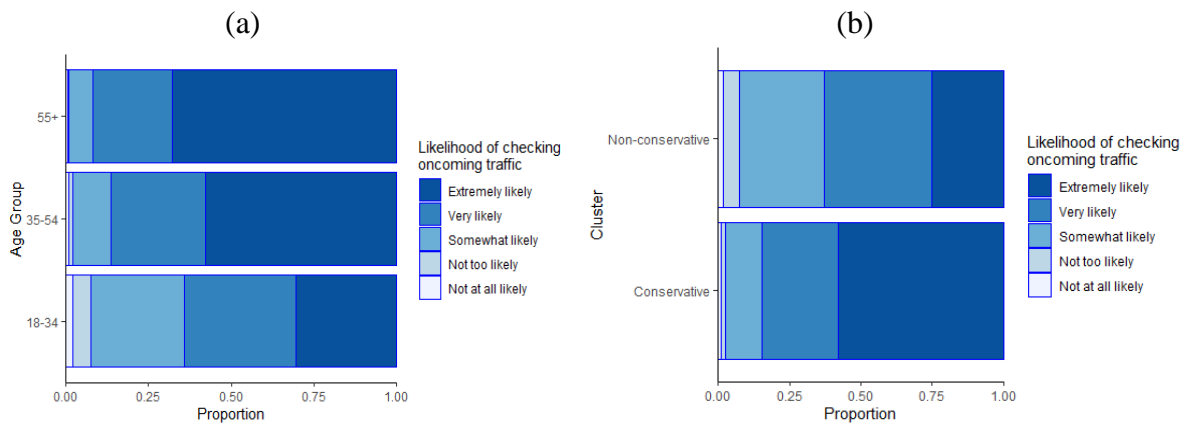 (a)
Age Group
55+
35-54
18-34
0.00
0.25
0.50
0.75
1.00
Proportion
Likelihood of checking
oncoming traffic
Extremely likely
Very likely
Somewhat likely
Not too likely
Not at all likely
(b)
Cluster
Non-conservative
Conservative
0.00
0.25
0.50
0.75
1.00
Proportion
Likelihood of checking
oncoming traffic
Extremely likely
Very likely
Somewhat likely
Not too likely
Not at all likely